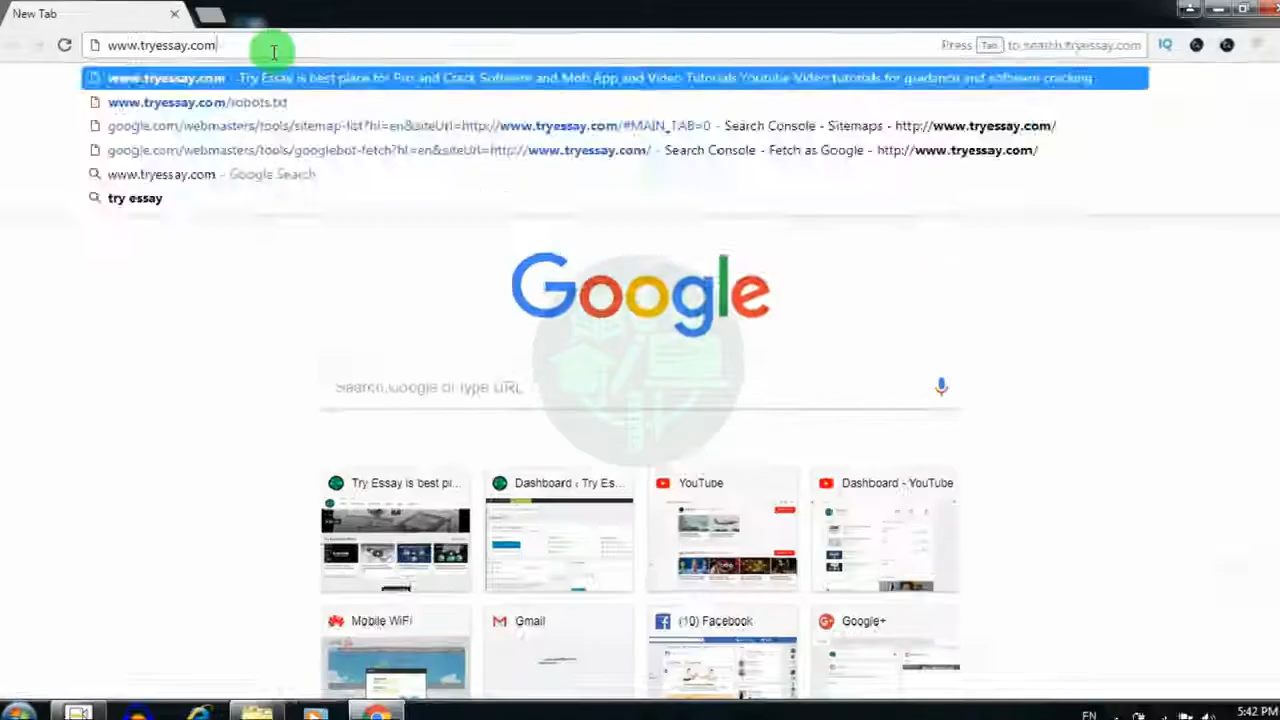 New Tab
www.tryessay.com
Press Tab to search tryessay.com
www.tryessay.com - Try Essay is best place for Pro and Crack Software and Mob App and Video Tutorials Youtube Video tutorials for guidance and software cracking
www.tryessay.com/robots.txt
google.com/webmasters/tools/sitemap-list?hl=en&siteUrl=http://www.tryessay.com/#MAIN_TAB=0 - Search Console - Sitemaps - http://www.tryessay.com/
google.com/webmasters/tools/googlebot-fetch?hl=en&siteUrl=http://www.tryessay.com/ - Search Console - Fetch as Google - http://www.tryessay.com/
www.tryessay.com - Google Search
try essay
Google
Search Google or type URL
Try Essay is best pl...
Dashboard ‹ Try Es...
YouTube
Dashboard - YouTube
Mobile WiFi
Gmail
(10) Facebook
Google+
EN
5:42 PM